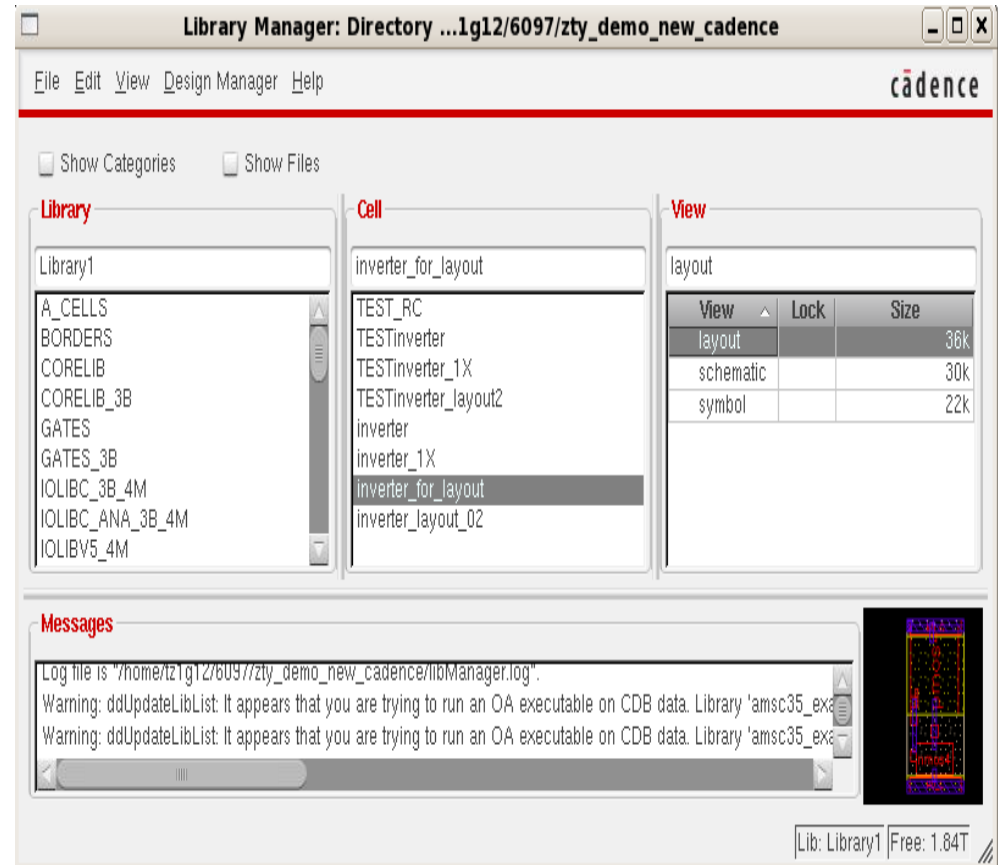 Library Manager: Directory ...1g12/6097/zty_demo_new_cadence
File Edit View Design Manager Help
cādence
Show Categories Show Files
Library
Library1
A_CELLS
BORDERS
CORELIB
CORELIB_3B
GATES
GATES_3B
IOLIBC_3B_4M
IOLIBC_ANA_3B_4M
IOLIBV5_4M
Cell
inverter_for_layout
TEST_RC
TESTinverter
TESTinverter_1X
TESTinverter_layout2
inverter
inverter_1X
inverter_for_layout
inverter_layout_02
View
layout
View Lock Size
layout 36k
schematic 30k
symbol 22k
Messages
Log file is "/home/tz1g12/6097/zty_demo_new_cadence/libManager.log".
Warning: ddUpdateLibList: It appears that you are trying to run an OA executable on CDB data. Library 'amsc35_exa
Warning: ddUpdateLibList: It appears that you are trying to run an OA executable on CDB data. Library 'amsc35_exa
Lib: Library1 Free: 1.84T